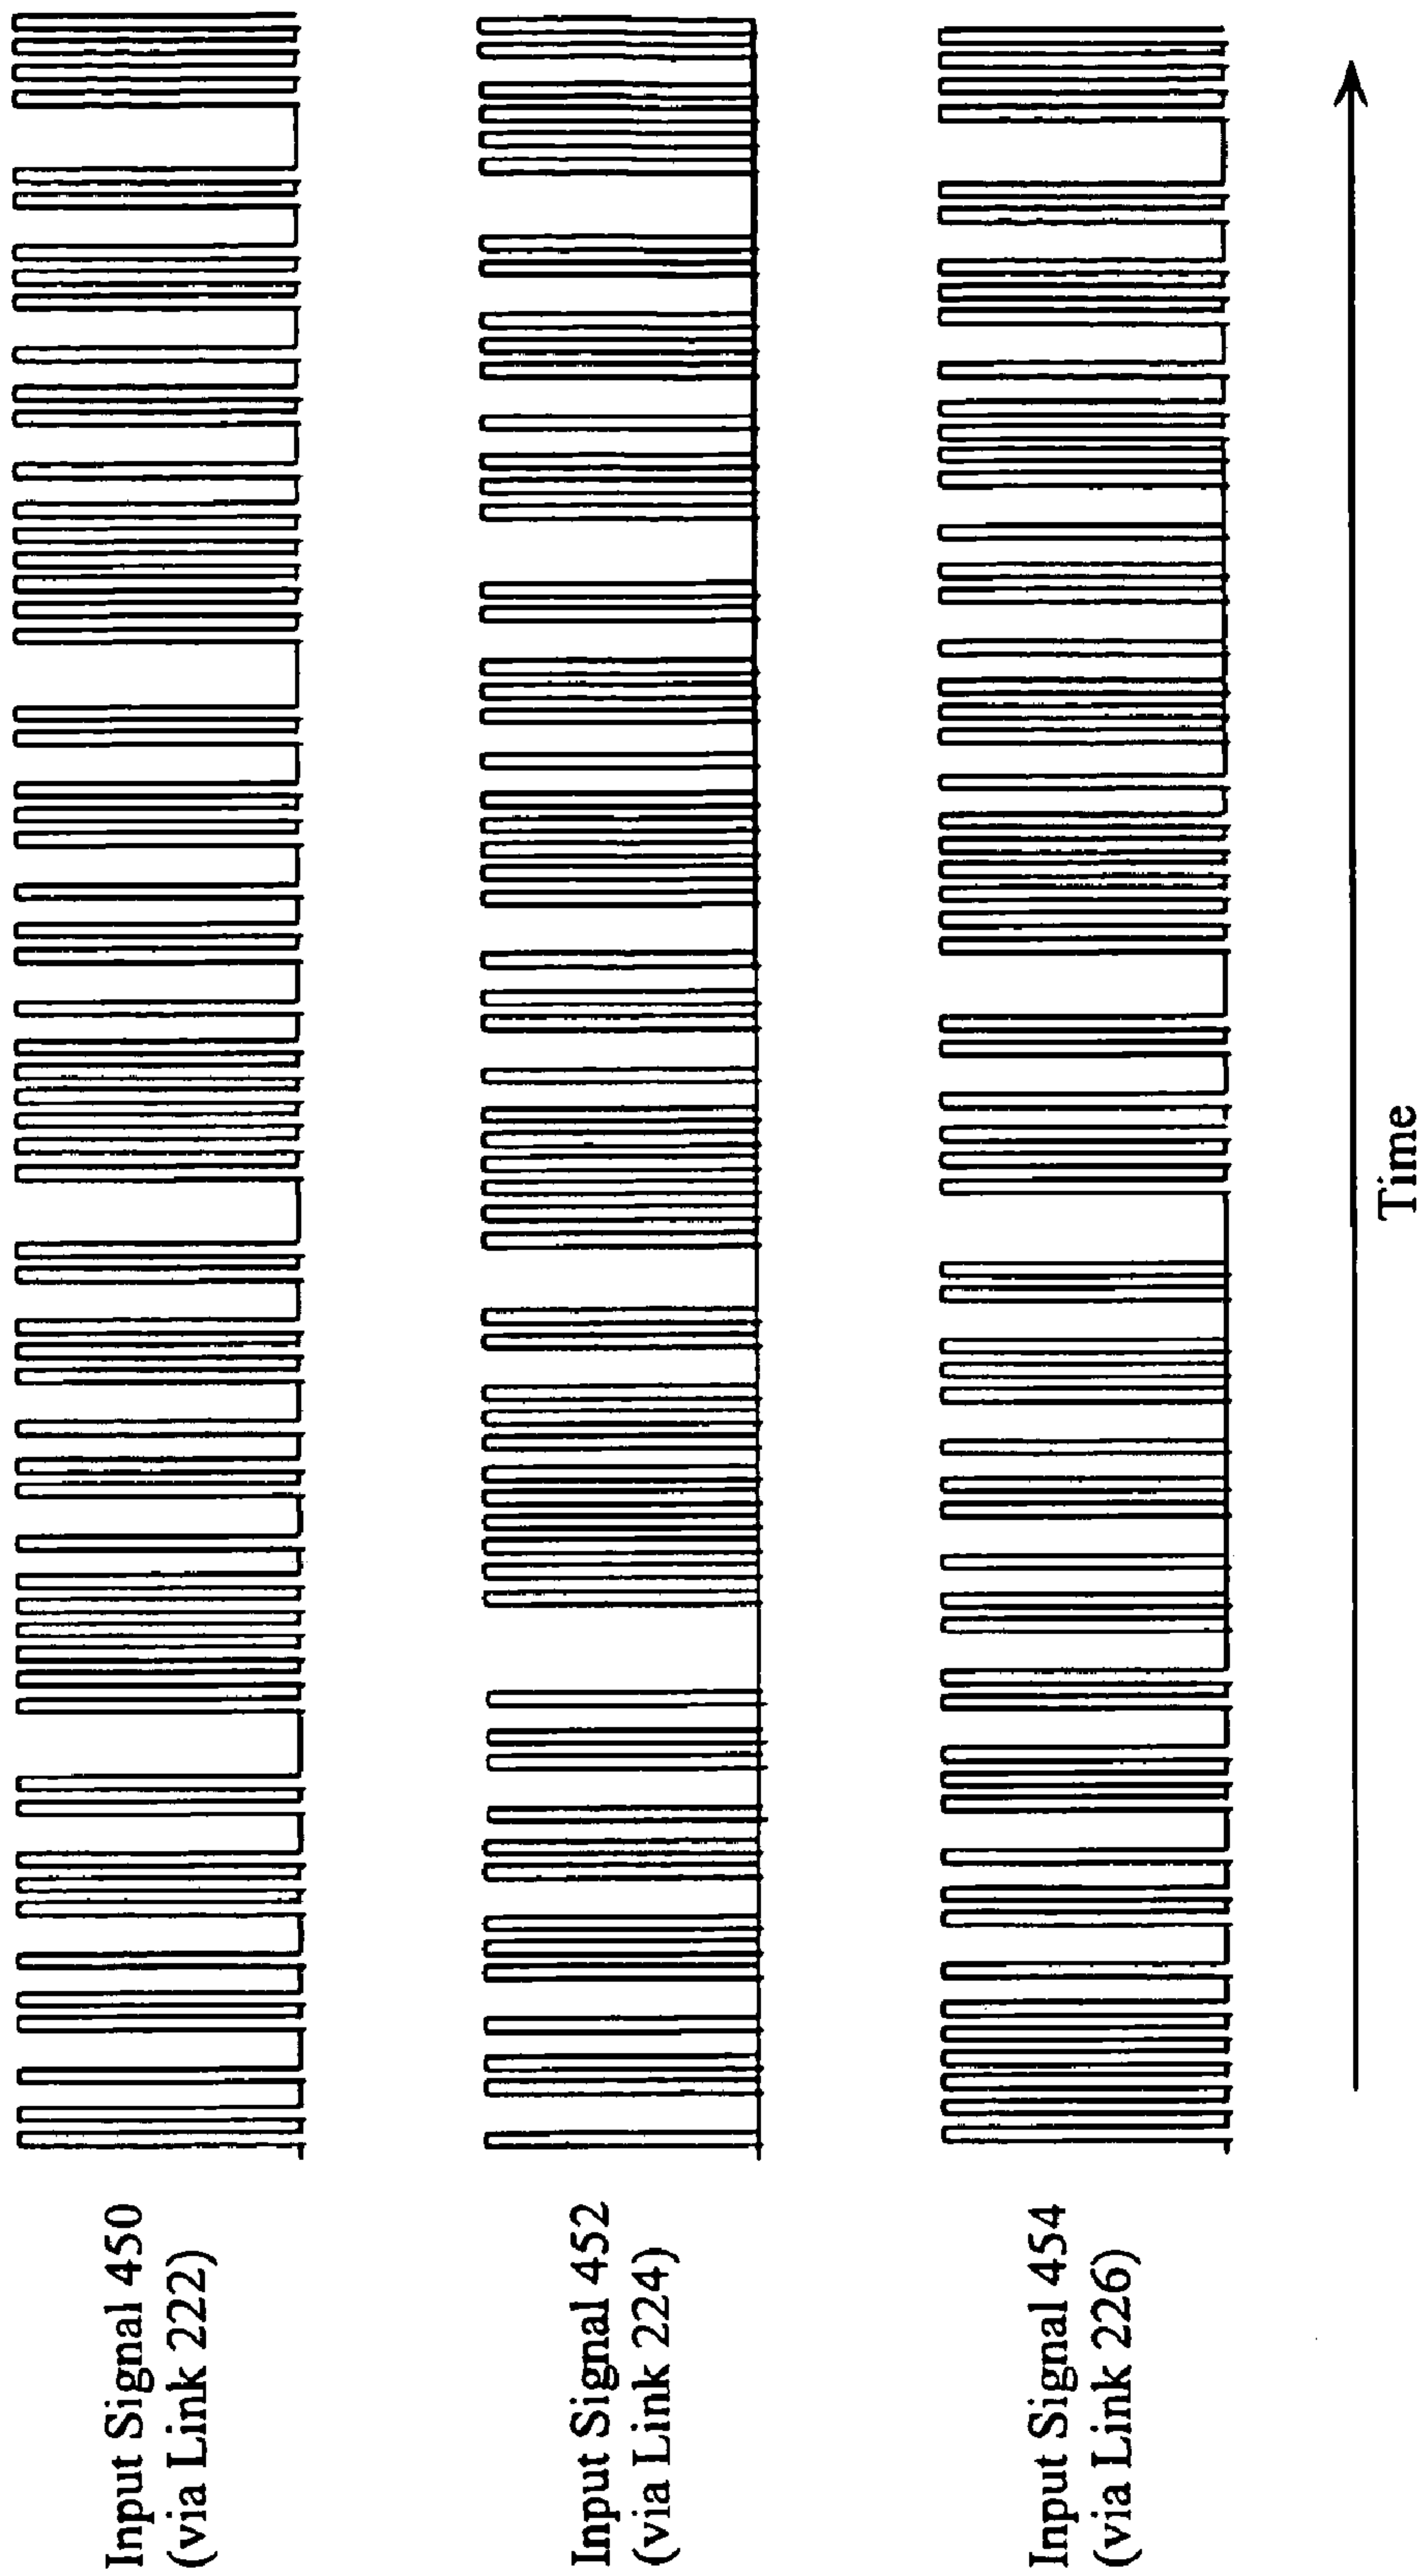 Input Signal 450
(via Link 222)
Input Signal 452
(via Link 224)
Input Signal 454
(via Link 226)
Time